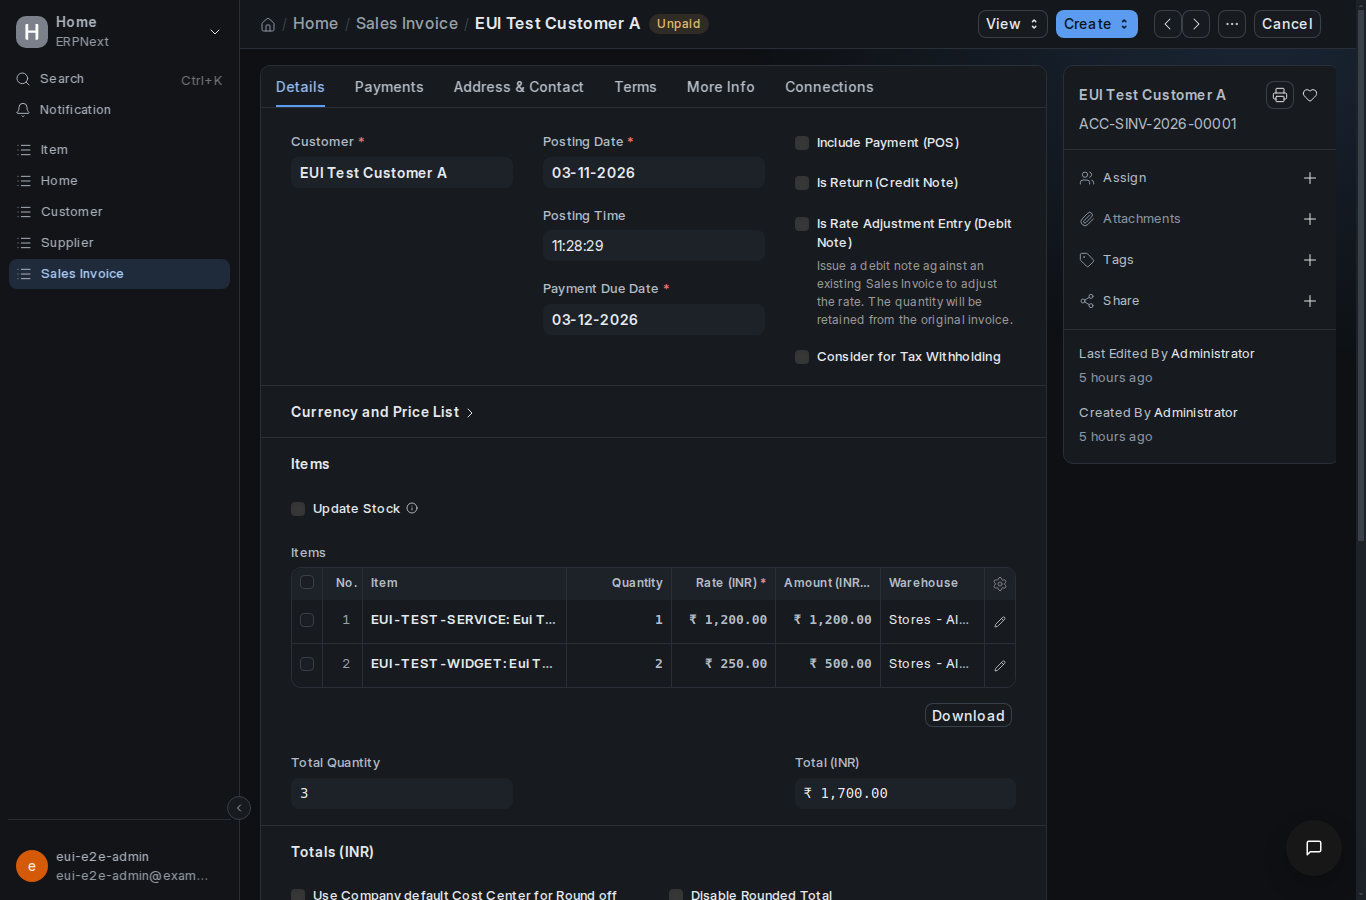 H
Home
ERPNext
Search
Ctrl+K
Notification
Item
Home
Customer
Supplier
Sales Invoice
e
eui-e2e-admin
eui-e2e-admin@exam...
/ Home / Sales Invoice / EUI Test Customer A Unpaid
View
Create
Cancel
Details Payments Address & Contact Terms More Info Connections
Customer *
EUI Test Customer A
Posting Date *
03-11-2026
Posting Time
11:28:29
Payment Due Date *
03-12-2026
Include Payment (POS)
Is Return (Credit Note)
Is Rate Adjustment Entry (Debit
Note)
Issue a debit note against an
existing Sales Invoice to adjust
the rate. The quantity will be
retained from the original invoice.
Consider for Tax Withholding
Currency and Price List
Items
Update Stock
Items
No. Item Quantity Rate (INR) * Amount (INR... Warehouse
1 EUI-TEST-SERVICE: Eui T... 1 ₹ 1,200.00 ₹ 1,200.00 Stores - AI...
2 EUI-TEST-WIDGET: Eui T... 2 ₹ 250.00 ₹ 500.00 Stores - AI...
Download
Total Quantity
3
Total (INR)
₹ 1,700.00
Totals (INR)
Use Company default Cost Center for Round off
Disable Rounded Total
EUI Test Customer A
ACC-SINV-2026-00001
Assign
Attachments
Tags
Share
Last Edited By Administrator
5 hours ago
Created By Administrator
5 hours ago